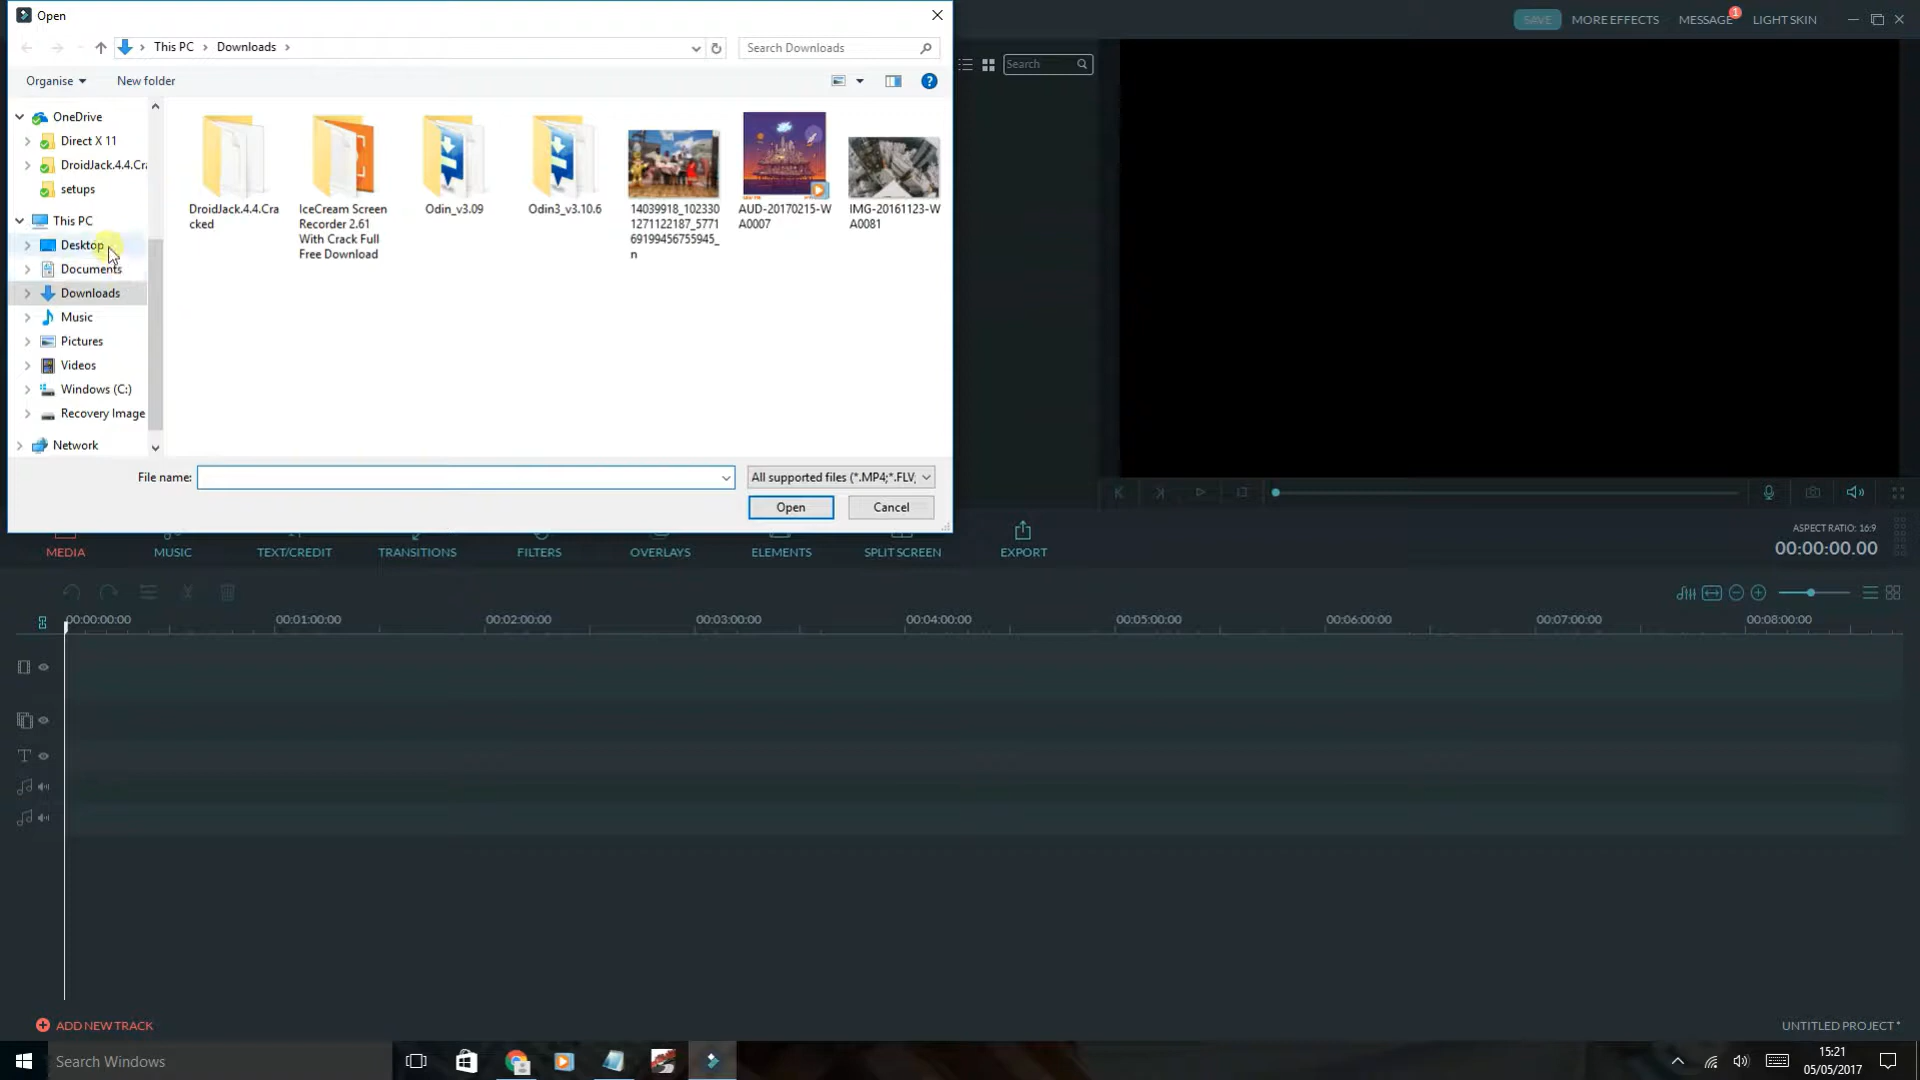 Open
This PC > Downloads >
Search Downloads
Organise
New folder
OneDrive
Direct X 11
DroidJack.4.4.Cra
setups
This PC
Desktop
Documents
Downloads
Music
Pictures
Videos
Windows (C:)
Recovery Image
Network
DroidJack.4.4.Cra
cked
IceCream Screen
Recorder 2.61
With Crack Full
Free Download
Odin_v3.09
Odin3_v3.10.6
14039918_102330
1271122187_5771
69199456755945_
n
AUD-20170215-W
A0007
IMG-20161123-W
A0081
File name:
All supported files (*.MP4;*.FLV,
Open
Cancel
SAVE
MORE EFFECTS
MESSAGE
1
LIGHT SKIN
Search
MEDIA
MUSIC
TEXT/CREDIT
TRANSITIONS
FILTERS
OVERLAYS
ELEMENTS
SPLIT SCREEN
EXPORT
ASPECT RATIO: 16:9
00:00:00.00
00:00:00:00
00:01:00:00
00:02:00:00
00:03:00:00
00:04:00:00
00:05:00:00
00:06:00:00
00:07:00:00
00:08:00:00
ADD NEW TRACK
UNTITLED PROJECT *
Search Windows
15:21
05/05/2017